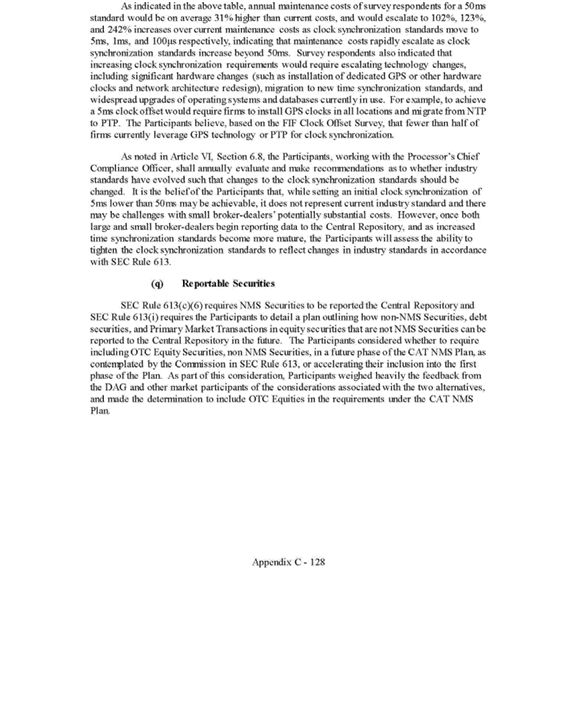 As indicated in the above table, annual maintenance costs of survey respondents for a 50ms
standard would be on average 31% higher than current costs, and would escalate to 102%, 123%,
and 242% increases over current maintenance costs as clock synchronization standards move to
5ms, 1ms, and 100µs respectively, indicating that maintenance costs rapidly escalate as clock
synchronization standards increase beyond 50ms. Survey respondents also indicated that
increasing clock synchronization requirements would require escalating technology changes,
including significant hardware changes (such as installation of dedicated GPS or other hardware
clocks and network architecture redesign), migration to new time synchronization standards, and
widespread upgrades of operating systems and databases currently in use. For example, to achieve
a 5ms clock offset would require firms to install GPS clocks in all locations and migrate from NTP
to PTP. The Participants believe, based on the FIF Clock Offset Survey, that fewer than half of
firms currently leverage GPS technology or PTP for clock synchronization.
As noted in Article VI, Section 6.8, the Participants, working with the Processor's Chief
Compliance Officer, shall annually evaluate and make recommendations as to whether industry
standards have evolved such that changes to the clock synchronization standards should be
changed. It is the belief of the Participants that, while setting an initial clock synchronization of
5ms lower than 50ms may be achievable, it does not represent current industry standard and there
may be challenges with small broker-dealers' potentially substantial costs. However, once both
large and small broker-dealers begin reporting data to the Central Repository, and as increased
time synchronization standards become more mature, the Participants will assess the ability to
tighten the clock synchronization standards to reflect changes in industry standards in accordance
with SEC Rule 613.
(q) Reportable Securities
SEC Rule 613(c)(6) requires NMS Securities to be reported the Central Repository and
SEC Rule 613(i) requires the Participants to detail a plan outlining how non-NMS Securities, debt
securities, and Primary Market Transactions in equity securities that are not NMS Securities can be
reported to the Central Repository in the future. The Participants considered whether to require
including OTC Equity Securities, non NMS Securities, in a future phase of the CAT NMS Plan, as
contemplated by the Commission in SEC Rule 613, or accelerating their inclusion into the first
phase of the Plan. As part of this consideration, Participants weighed heavily the feedback from
the DAG and other market participants of the considerations associated with the two alternatives,
and made the determination to include OTC Equities in the requirements under the CAT NMS
Plan.
Appendix C - 128